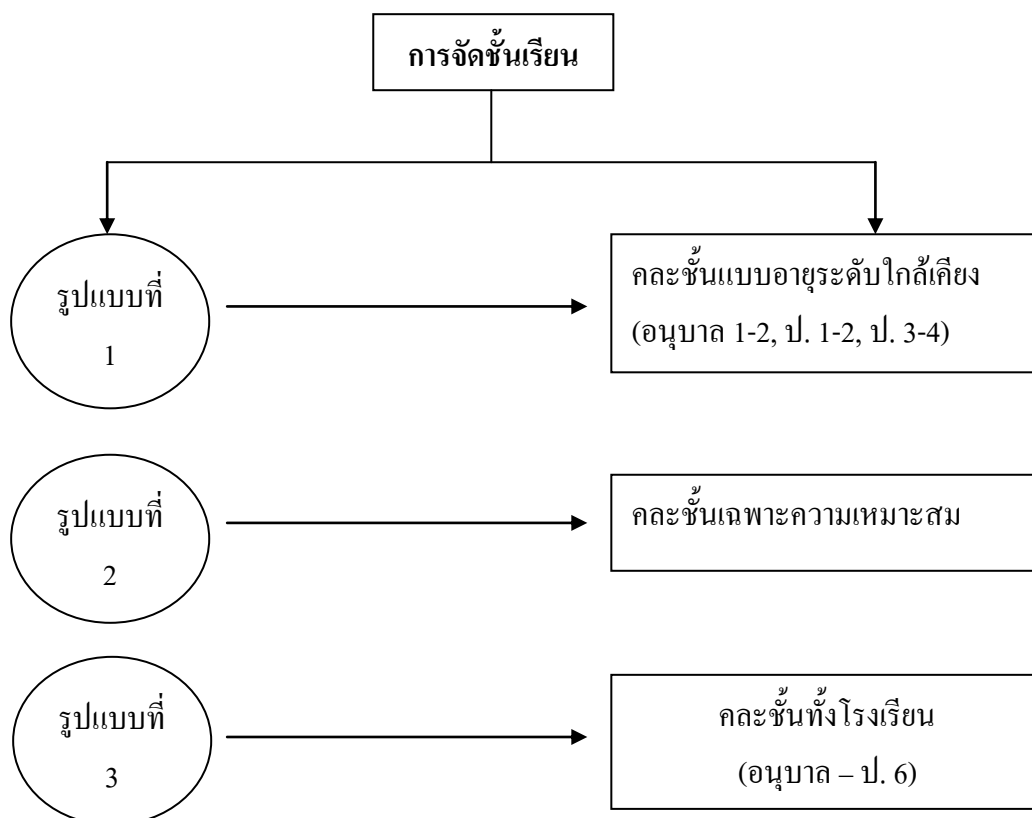 การจัดชั้นเรียน
รูปแบบที่
1
คละชั้นแบบอายุระดับใกล้เคียง
(อนุบาล 1-2, ป. 1-2, ป. 3-4)
รูปแบบที่
2
คละชั้นเฉพาะความเหมาะสม
รูปแบบที่
3
คละชั้นทั้งโรงเรียน
(อนุบาล – ป. 6)